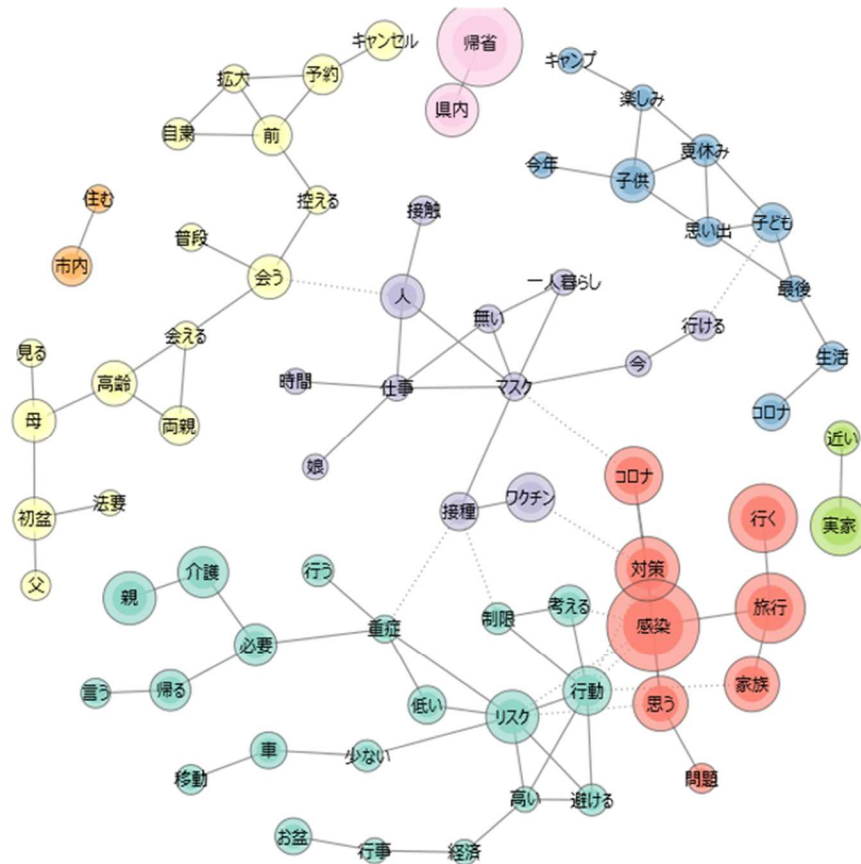 キャンセル
予約
拡大
自粛
前
控える
普段
会う
会える
高齢
両親
見る
母
初盆
法要
父
帰省
県内
住む
市内
キャンプ
楽しみ
今年
夏休み
子供
思い出
子ども
最後
生活
コロナ
接触
人
一人暮らし
無い
行ける
今
時間
仕事
マスク
娘
接種
ワクチン
近い
実家
コロナ
行く
対策
感染
旅行
家族
思う
問題
介護
親
行う
重症
必要
言う
帰る
制限
考える
低い
リスク
行動
車
少ない
移動
高い
避ける
お盆
行事
経済